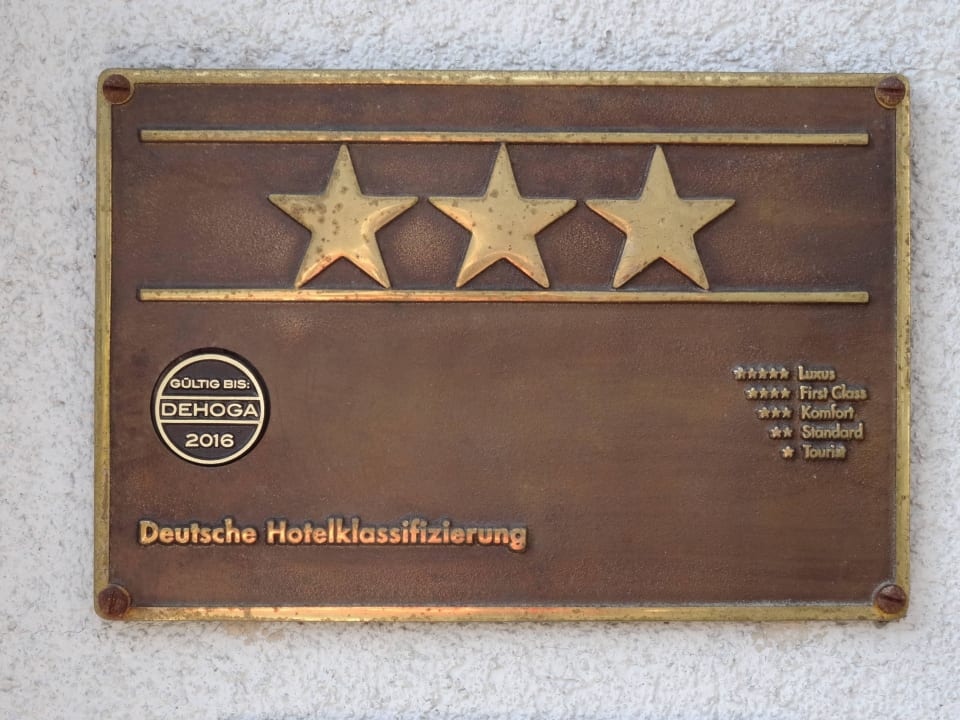 GÜLTIG BIS:
DEHOGA
2016
★★★★★ Luxus
★★★★ First Class
★★★ Komfort
★★ Standard
★ Tourist
Deutsche Hotelklassifizierung